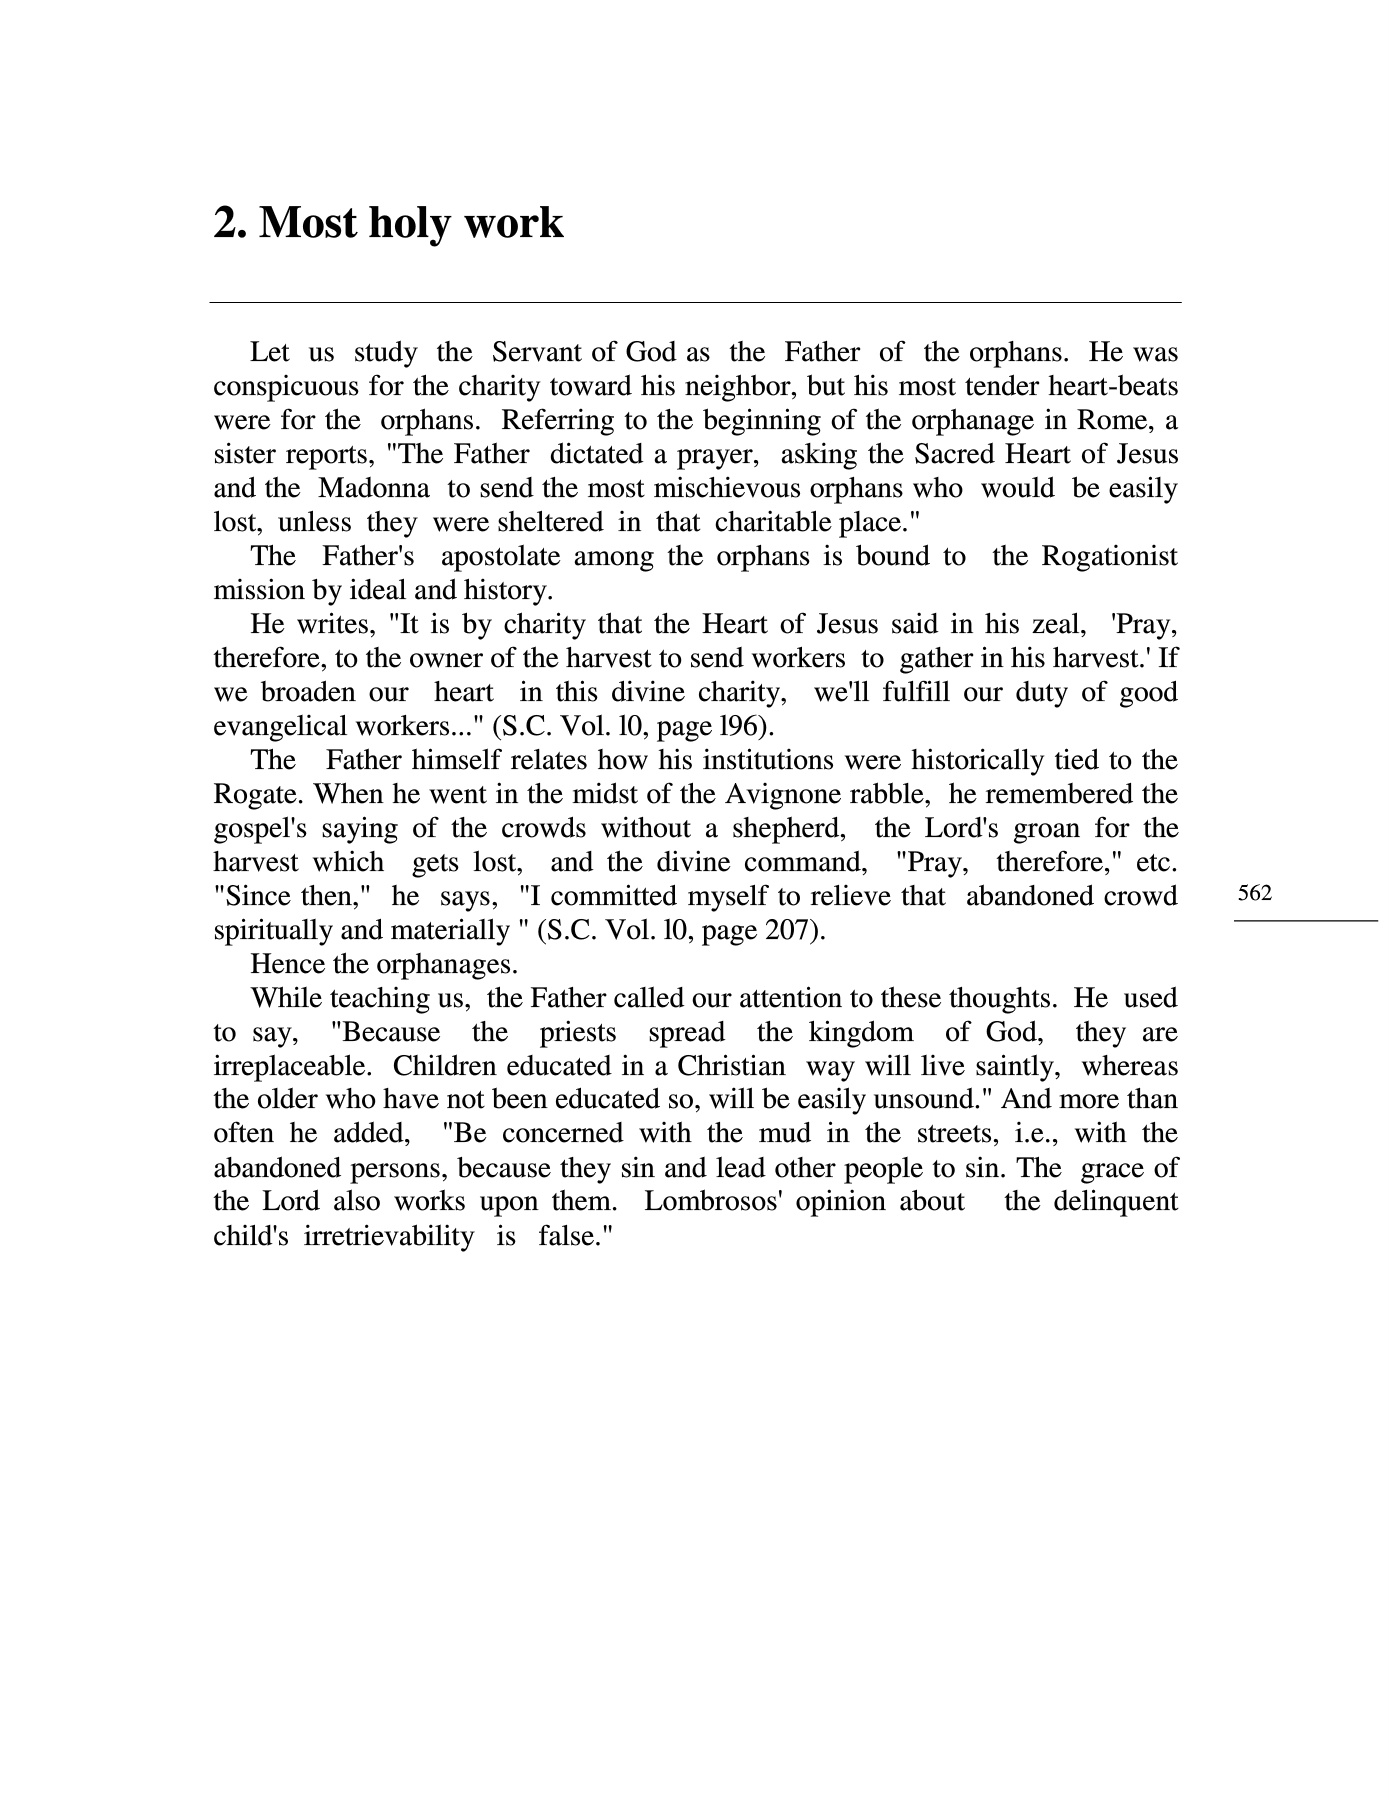 2. Most holy work
Let us study the Servant of God as the Father of the orphans. He was
conspicuous for the charity toward his neighbor, but his most tender heart-beats
were for the orphans. Referring to the beginning of the orphanage in Rome, a
sister reports, "The Father dictated a prayer, asking the Sacred Heart of Jesus
and the Madonna to send the most mischievous orphans who would be easily
lost, unless they were sheltered in that charitable place."
The Father's apostolate among the orphans is bound to the Rogationist
mission by ideal and history.
He writes, "It is by charity that the Heart of Jesus said in his zeal, 'Pray,
therefore, to the owner of the harvest to send workers to gather in his harvest.' If
we broaden our heart in this divine charity, we'll fulfill our duty of good
evangelical workers..." (S.C. Vol. l0, page l96).
The Father himself relates how his institutions were historically tied to the
Rogate. When he went in the midst of the Avignone rabble, he remembered the
gospel's saying of the crowds without a shepherd, the Lord's groan for the
harvest which gets lost, and the divine command, "Pray, therefore," etc.
"Since then," he says, "I committed myself to relieve that abandoned crowd
spiritually and materially " (S.C. Vol. l0, page 207).
Hence the orphanages.
While teaching us, the Father called our attention to these thoughts. He used
to say, "Because the priests spread the kingdom of God, they are
irreplaceable. Children educated in a Christian way will live saintly, whereas
the older who have not been educated so, will be easily unsound." And more than
often he added, "Be concerned with the mud in the streets, i.e., with the
abandoned persons, because they sin and lead other people to sin. The grace of
the Lord also works upon them. Lombrosos' opinion about the delinquent
child's irretrievability is false."
562